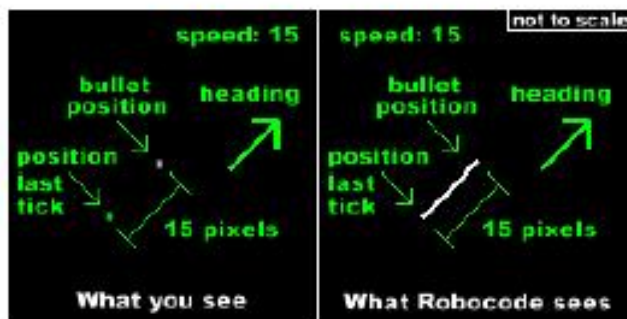 speed: 15
bullet
position
heading
position
last
tick
15 pixels
What you see
not to scale
speed: 15
bullet
position
heading
position
last
tick
15 pixels
What Robocode sees